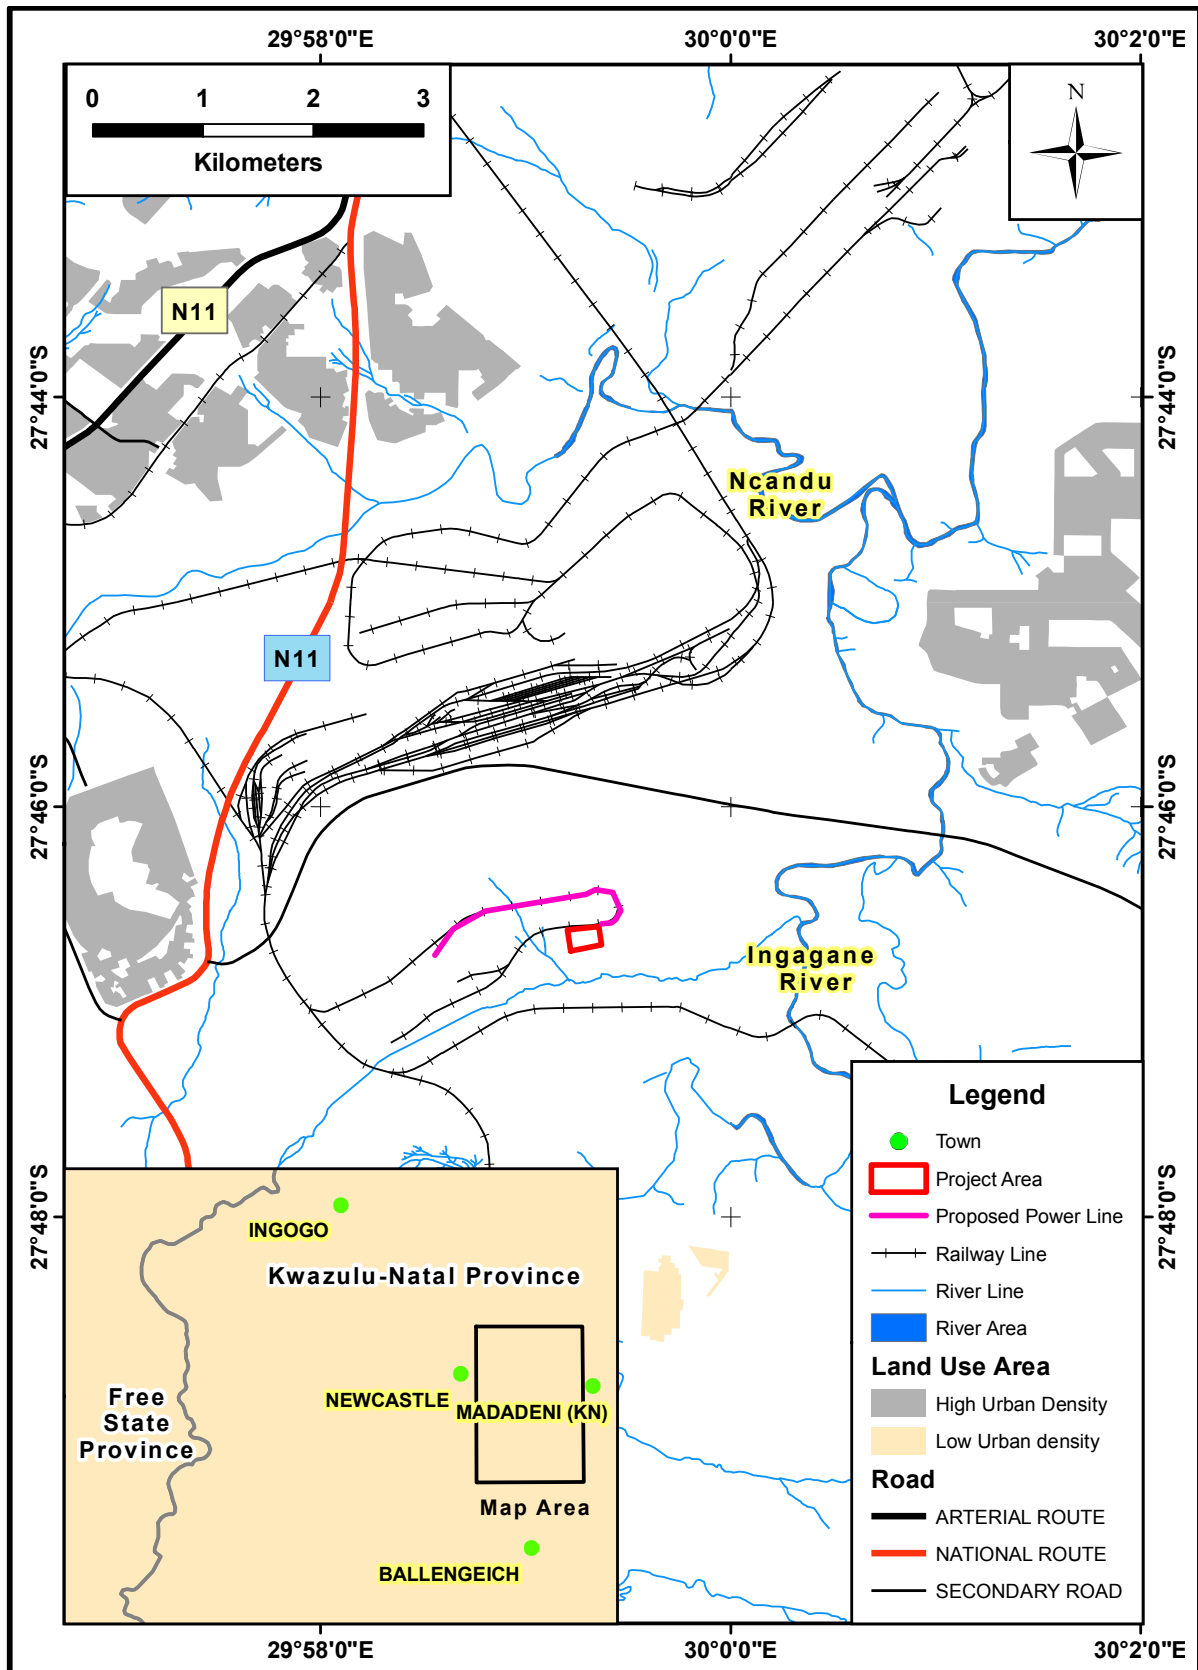 29°58'0"E
30°0'0"E
30°2'0"E
0
1
2
3
Kilometers
N
N11
27°44'0"S
27°44'0"S
Ncandu
River
N11
27°46'0"S
27°46'0"S
Ingagane
River
27°48'0"S
27°48'0"S
Legend
Town
Project Area
Proposed Power Line
Railway Line
River Line
River Area
Land Use Area
High Urban Density
Low Urban density
Road
ARTERIAL ROUTE
NATIONAL ROUTE
SECONDARY ROAD
INGOGO
Kwazulu-Natal Province
Free
State
Province
NEWCASTLE
MADADENI (KN)
Map Area
BALLENGEICH
29°58'0"E
30°0'0"E
30°2'0"E